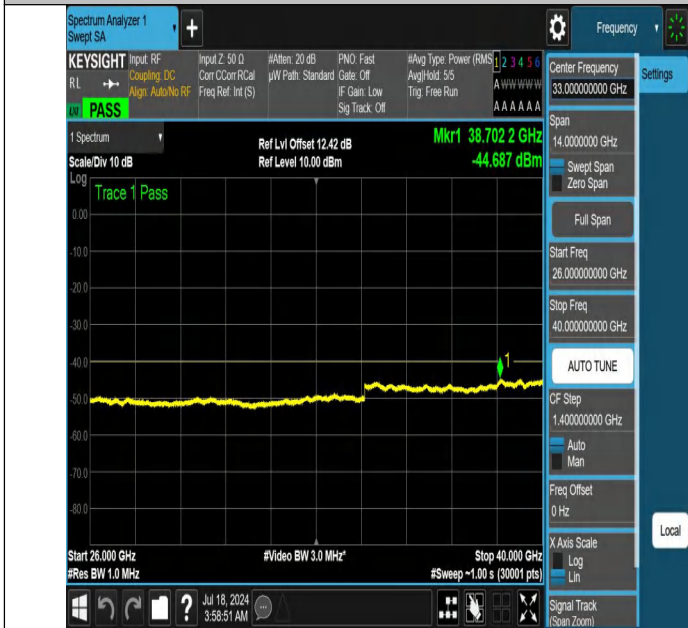 Spectrum Analyzer 1
Swept SA
+
Frequency
KEYSIGHT
RL
Input: RF
Coupling: DC
Align: Auto/No RF
Input Z: 50 Ω
Corr CCorr RCal
Freq Ref: Int (S)
#Atten: 20 dB
µW Path: Standard
PNO: Fast
Gate: Off
IF Gain: Low
Sig Track: Off
#Avg Type: Power (RMS
Avg|Hold: 5/5
Trig: Free Run
1 2 3 4 5 6
A W W W W W
A A A A A A
LXI PASS
Center Frequency
33.000000000 GHz
Settings
1 Spectrum
Scale/Div 10 dB
Log
Ref Lvl Offset 12.42 dB
Ref Level 10.00 dBm
Mkr1 38.702 2 GHz
-44.687 dBm
Trace 1 Pass
0.00
-10.0
-20.0
-30.0
-40.0
-50.0
-60.0
-70.0
-80.0
1
Span
14.0000000 GHz
Swept Span
Zero Span
Full Span
Start Freq
26.000000000 GHz
Stop Freq
40.000000000 GHz
AUTO TUNE
CF Step
1.400000000 GHz
Auto
Man
Freq Offset
0 Hz
X Axis Scale
Log
Lin
Local
Signal Track
(Span Zoom)
Start 26.000 GHz
#Res BW 1.0 MHz
#Video BW 3.0 MHz*
Stop 40.000 GHz
#Sweep ~1.00 s (30001 pts)
?
Jul 18, 2024
3:58:51 AM